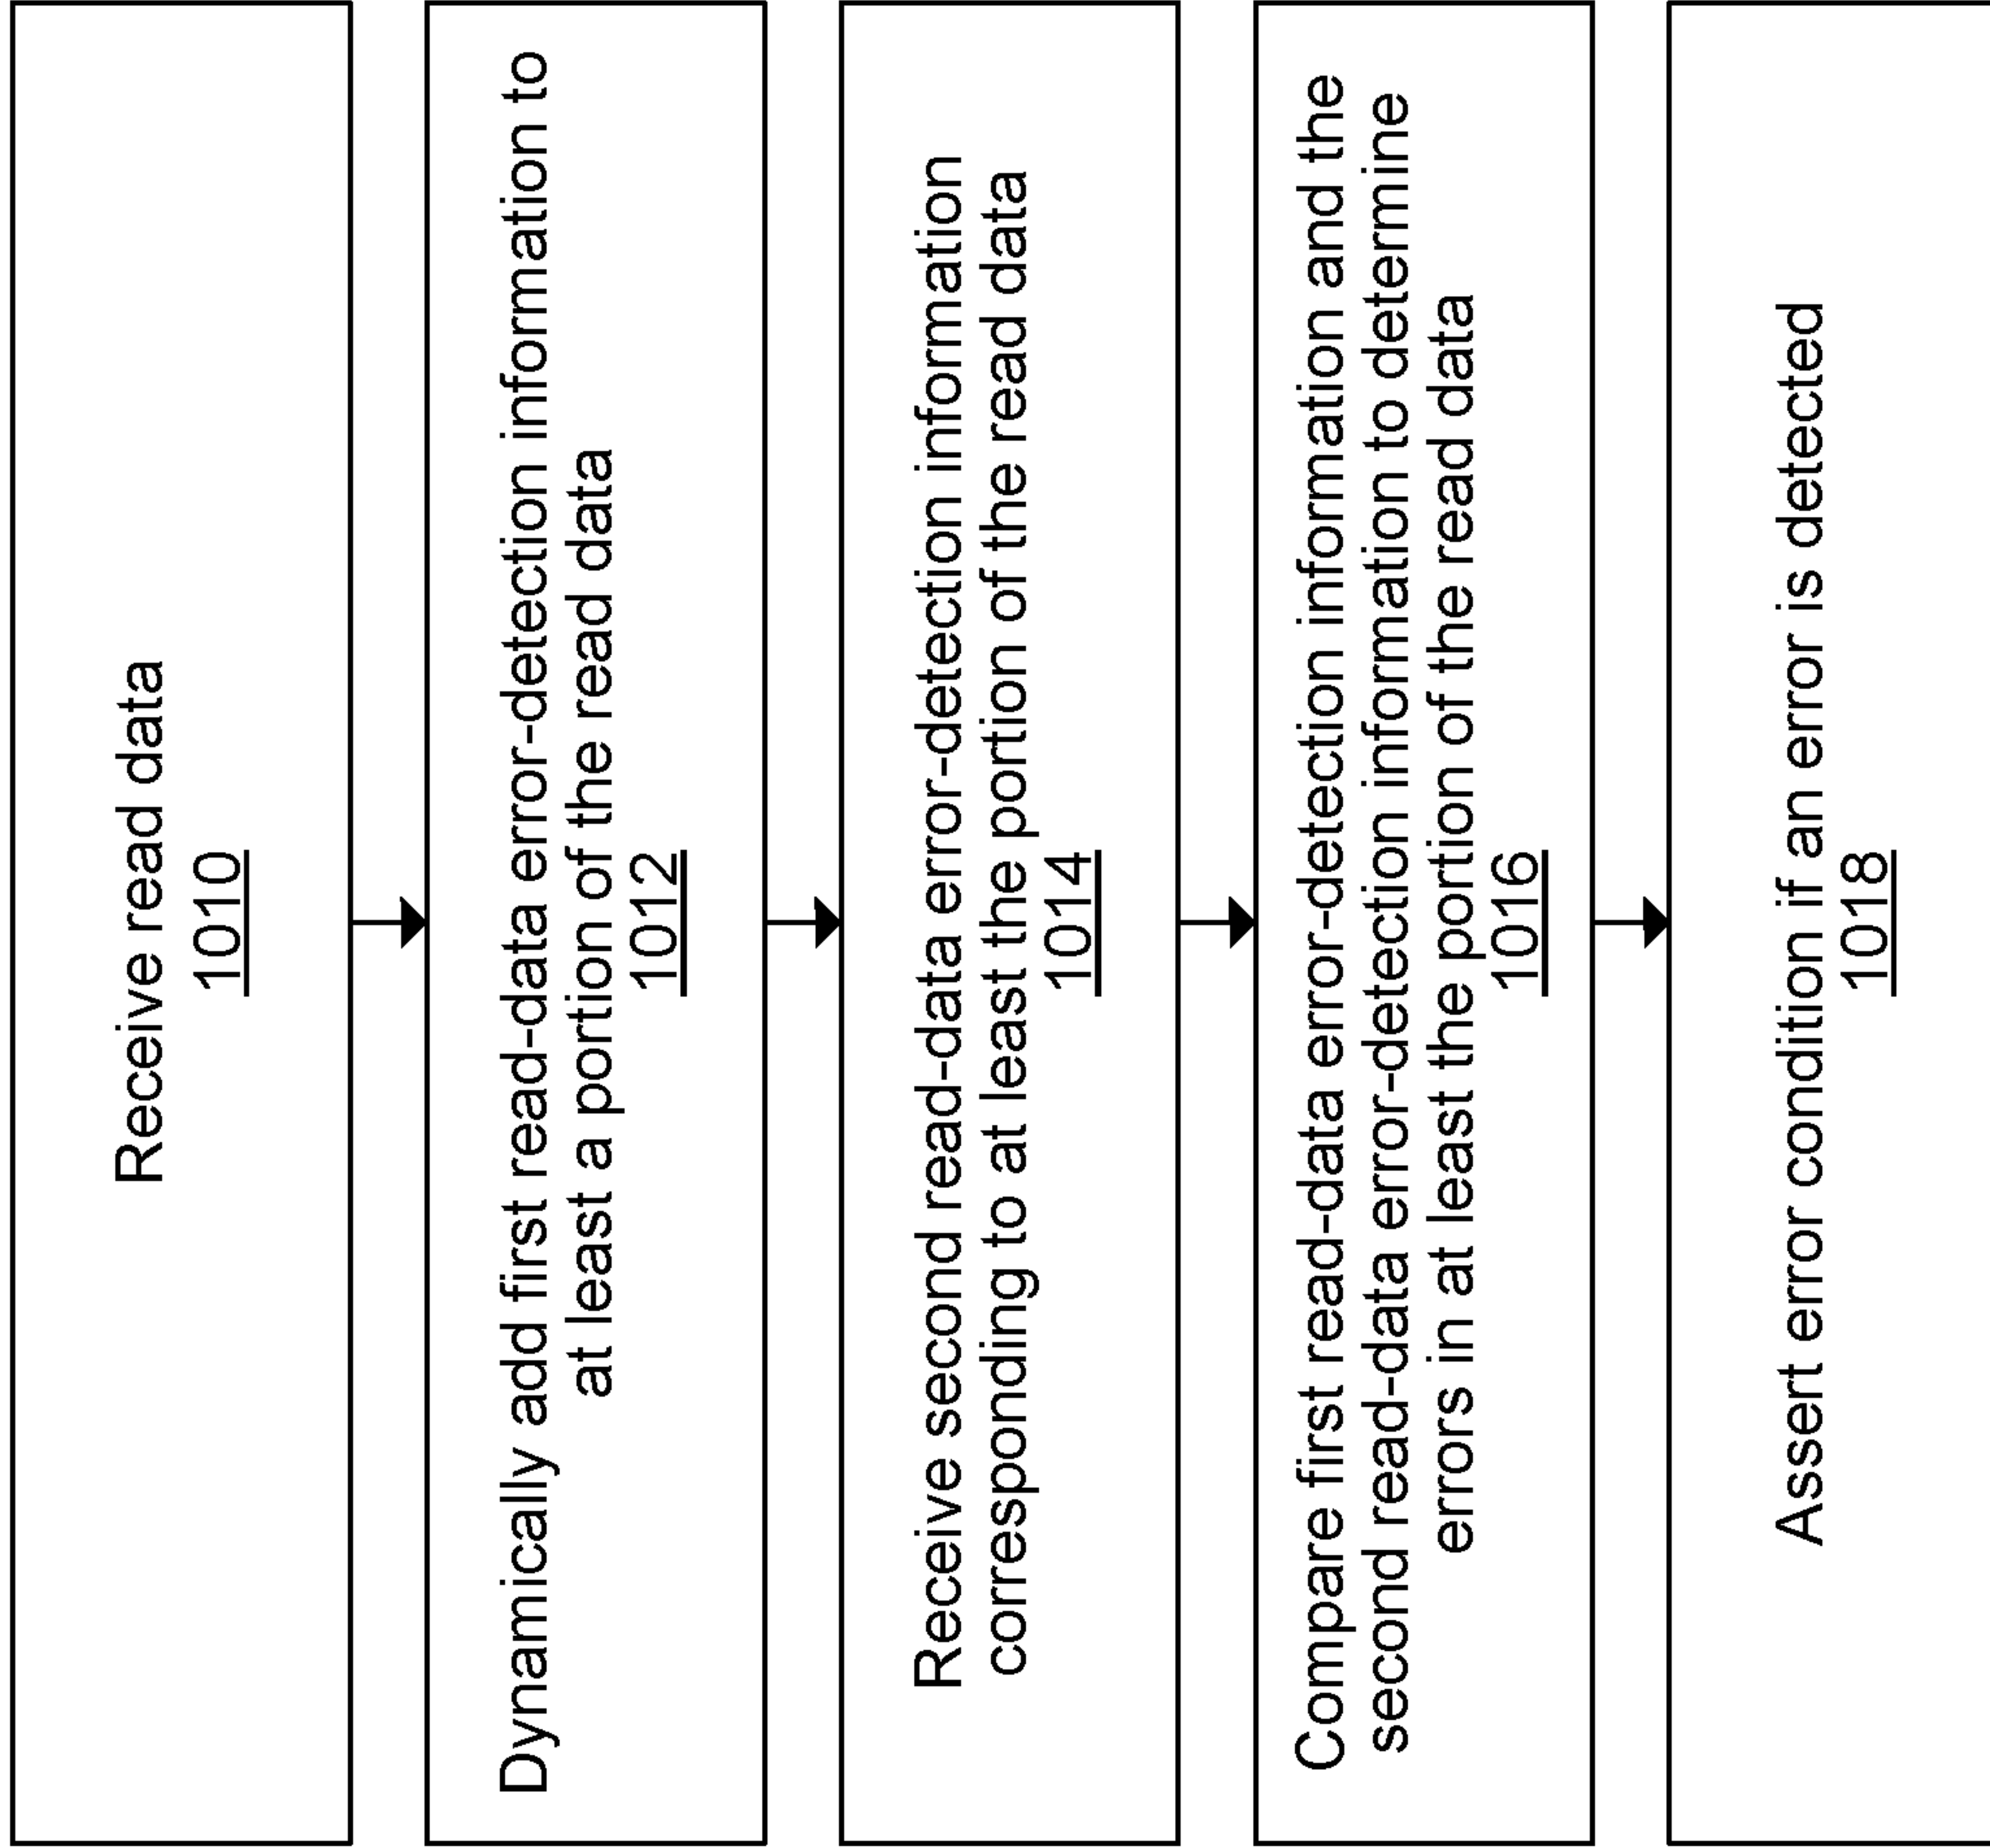 Receive read data
1010
Dynamically add first read-data error-detection information to
at least a portion of the read data
1012
Receive second read-data error-detection information
corresponding to at least the portion of the read data
1014
Compare first read-data error-detection information and the
second read-data error-detection information to determine
errors in at least the portion of the read data
1016
Assert error condition if an error is detected
1018